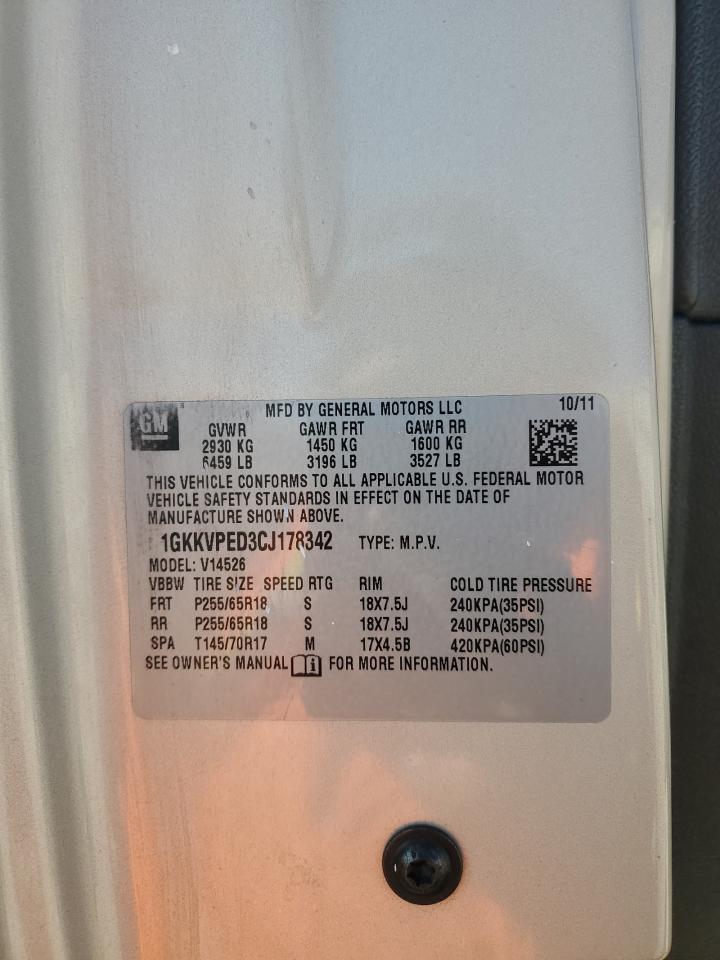 GM MFD BY GENERAL MOTORS LLC 10/11
GVWR GAWR FRT GAWR RR
2930 KG 1450 KG 1600 KG
6459 LB 3196 LB 3527 LB
THIS VEHICLE CONFORMS TO ALL APPLICABLE U.S. FEDERAL MOTOR
VEHICLE SAFETY STANDARDS IN EFFECT ON THE DATE OF
MANUFACTURE SHOWN ABOVE.
1GKKVPED3CJ178342 TYPE: M.P.V.
MODEL: V14526
VBBW TIRE SIZE SPEED RTG RIM COLD TIRE PRESSURE
FRT P255/65R18 S 18X7.5J 240KPA(35PSI)
RR P255/65R18 S 18X7.5J 240KPA(35PSI)
SPA T145/70R17 M 17X4.5B 420KPA(60PSI)
SEE OWNER'S MANUAL i FOR MORE INFORMATION.